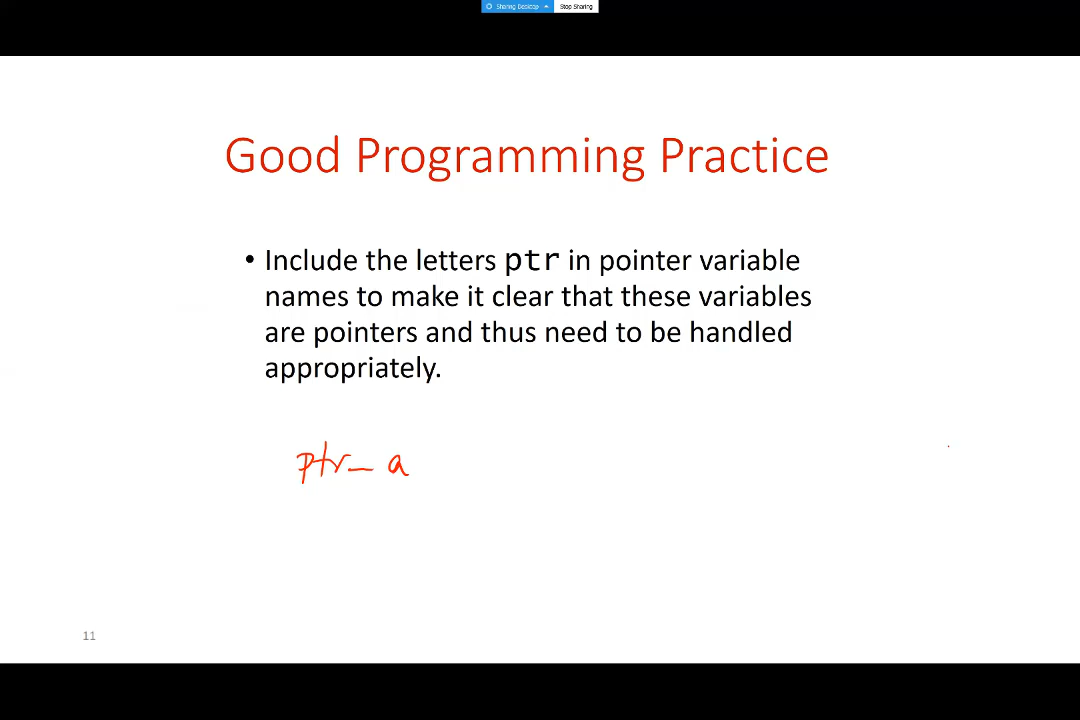 Sharing Desktop Stop Sharing
Good Programming Practice
• Include the letters ptr in pointer variable
names to make it clear that these variables
are pointers and thus need to be handled
appropriately.
ptr_a
11